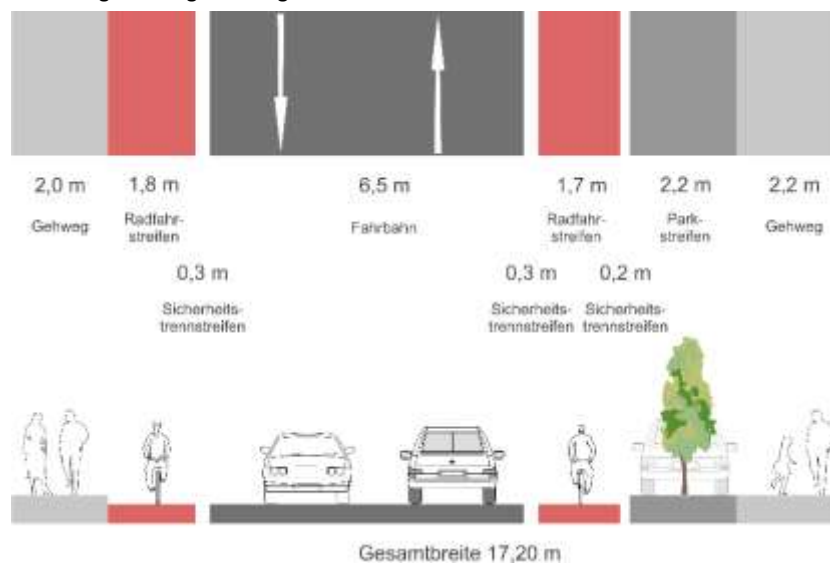 2,0 m 1,8 m 6,5 m 1,7 m 2,2 m 2,2 m
Gehweg Radfahr- Fahrbahn Radfahr- Park- Gehweg
streifen streifen streifen
0,3 m 0,3 m 0,2 m
Sicherheits- Sicherheits- Sicherheits-
trennstreifen trennstreifen trennstreifen
Gesamtbreite 17,20 m